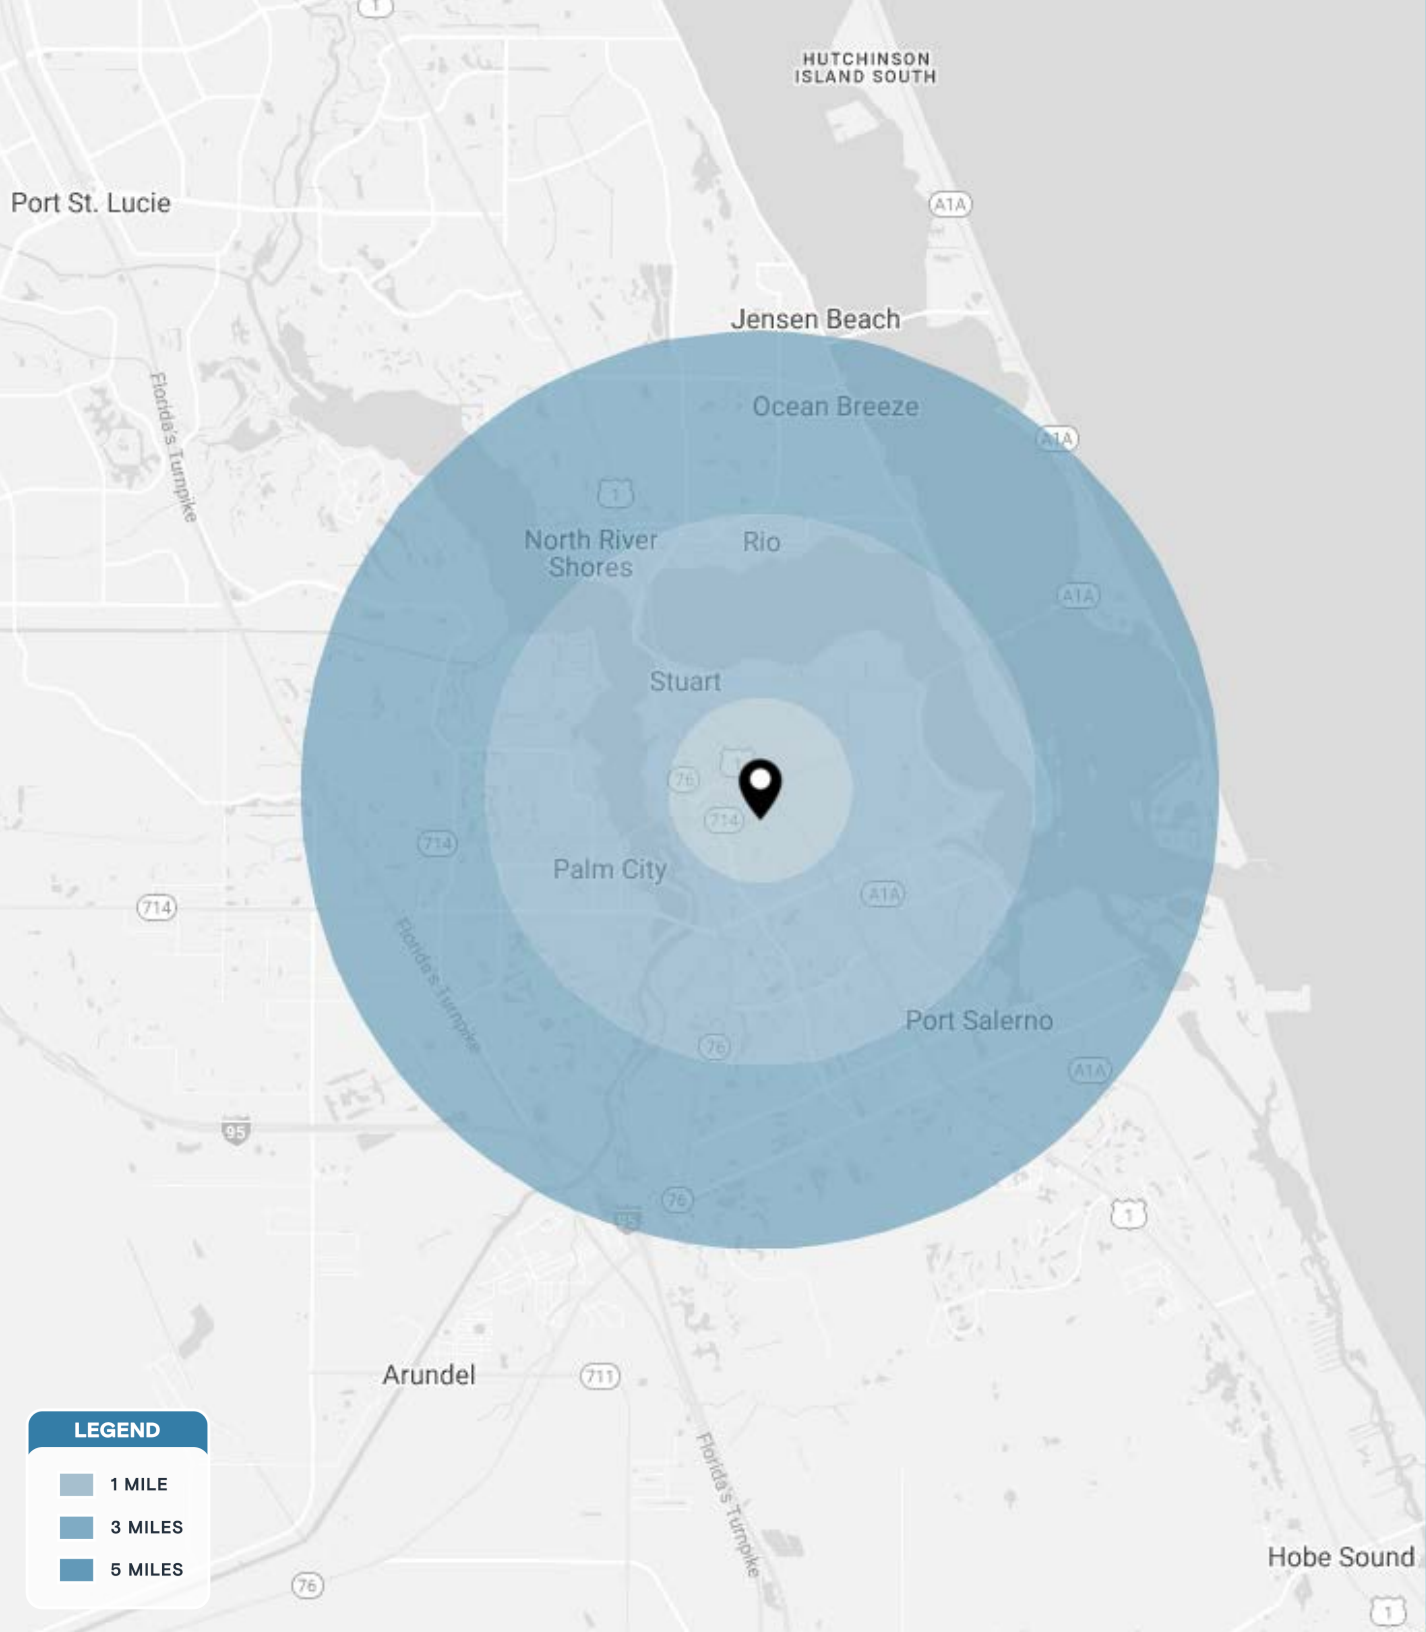 1
HUTCHINSON
ISLAND SOUTH
Port St. Lucie
A1A
Jensen Beach
Florida's Turnpike
Ocean Breeze
A1A
1
North River
Shores
Rio
A1A
Stuart
1
76
714
714
Palm City
A1A
714
Florida's Turnpike
Port Salerno
76
A1A
95
76
95
1
Arundel
711
Florida's Turnpike
LEGEND
1 MILE
3 MILES
5 MILES
Hobe Sound
76
1